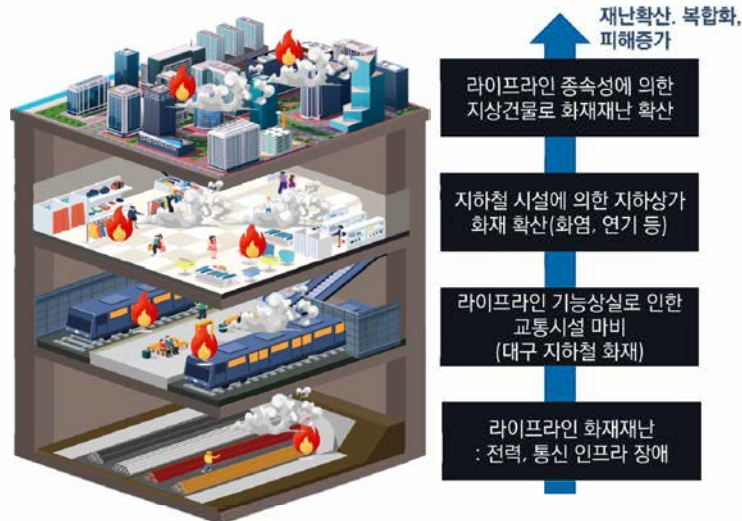 재난확산. 복합화,
피해증가
라이프라인 종속성에 의한
지상건물로 화재재난 확산
지하철 시설에 의한 지하상가
화재 확산(화염, 연기 등)
라이프라인 기능상실로 인한
교통시설 마비
(대구 지하철 화재)
라이프라인 화재재난
: 전력, 통신 인프라 장애